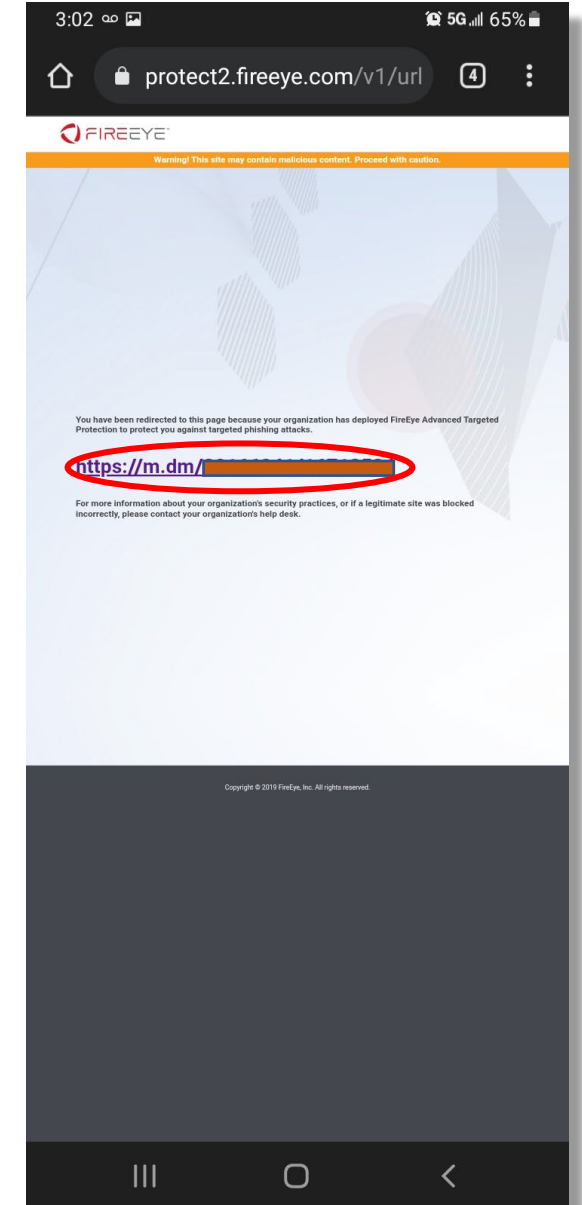 3:02
5G 65%
protect2.fireeye.com/v1/url
4
FIREEYE
Warning! This site may contain malicious content. Proceed with caution.
You have been redirected to this page because your organization has deployed FireEye Advanced Targeted
Protection to protect you against targeted phishing attacks.
https://m.dm/
For more information about your organization's security practices, or if a legitimate site was blocked
incorrectly, please contact your organization's help desk.
Copyright © 2019 FireEye, Inc. All rights reserved.